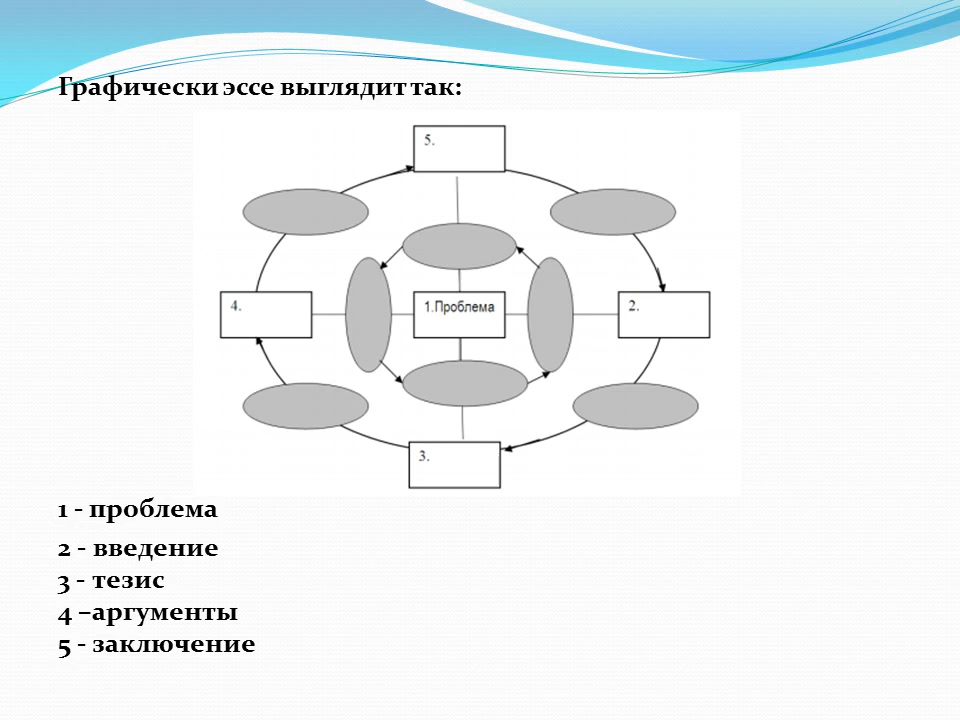 Графически эссе выглядит так:
5.
4.
1.Проблема
2.
3.
1 - проблема
2 - введение
3 - тезис
4 –аргументы
5 - заключение